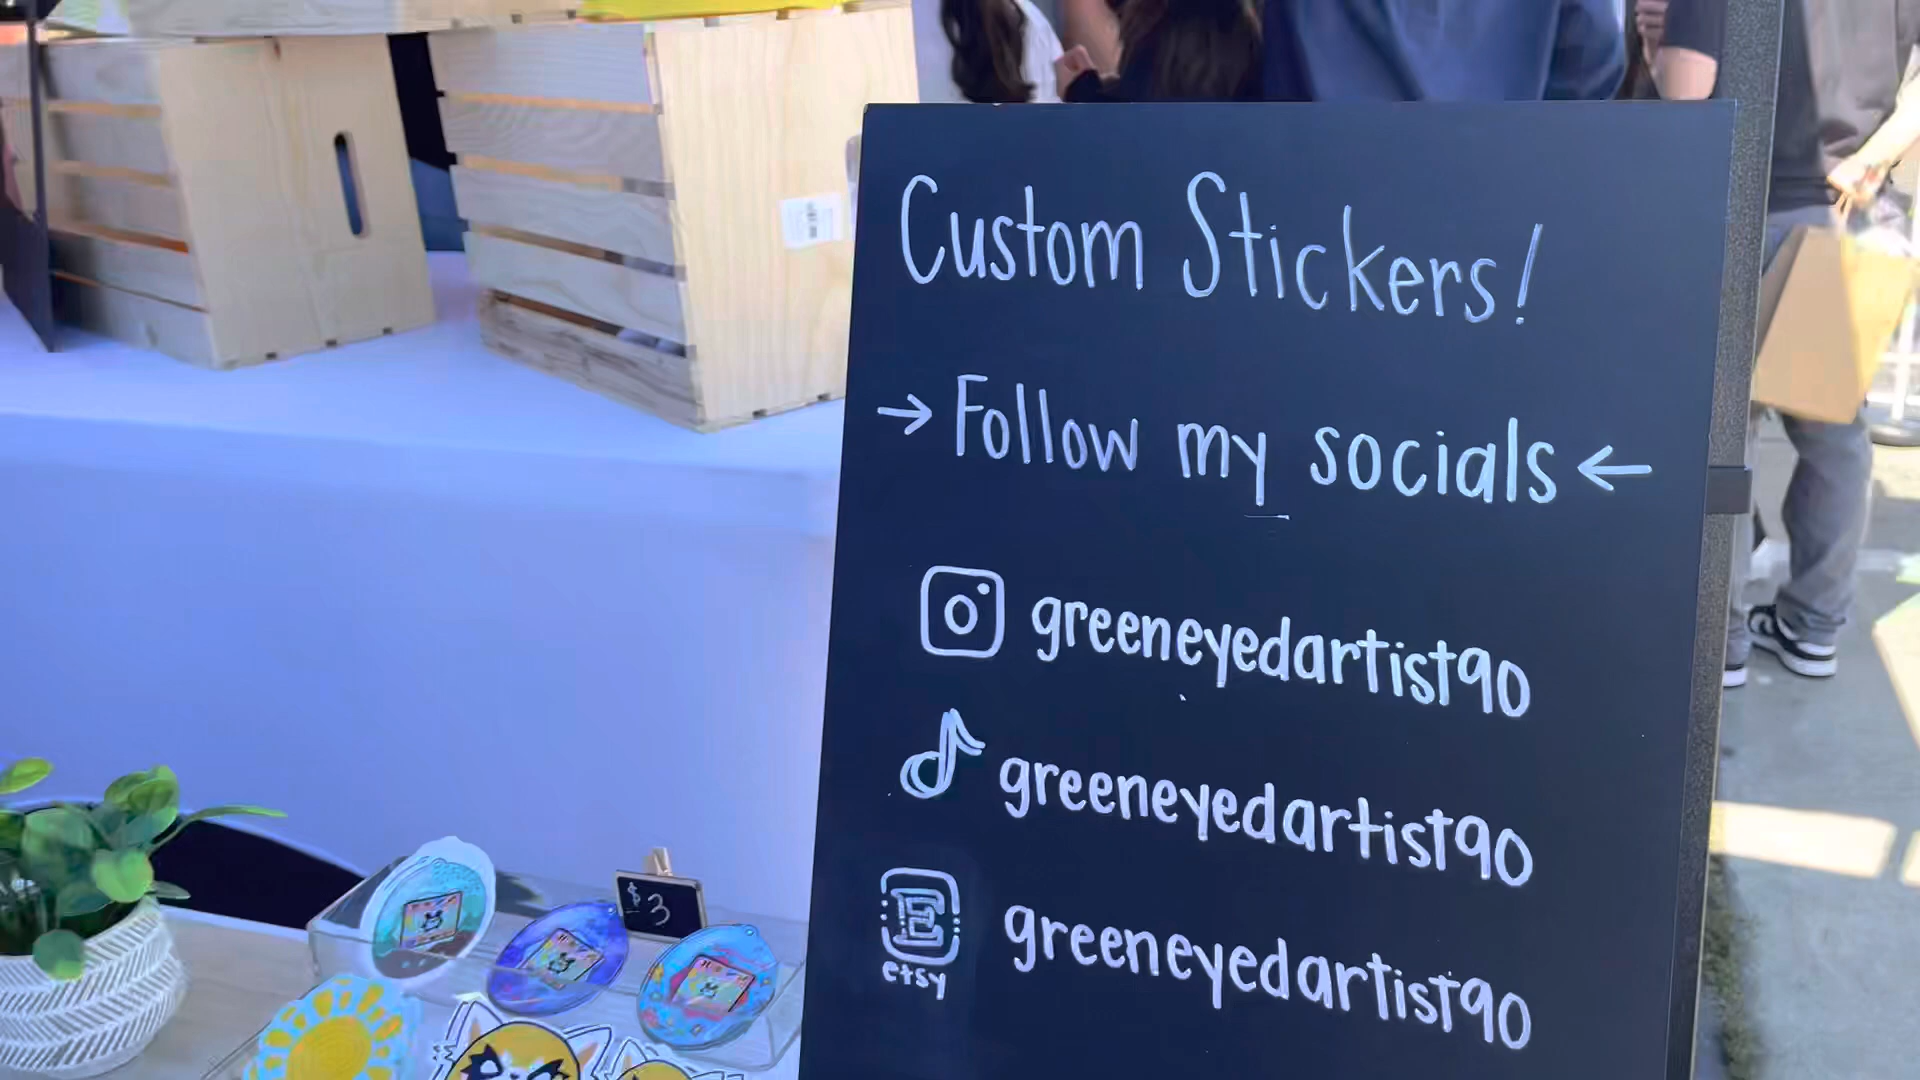 Custom Stickers!
→ Follow my socials ←
greeneyedartist90
greeneyedartist90
E
etsy
greeneyedartist90
$3